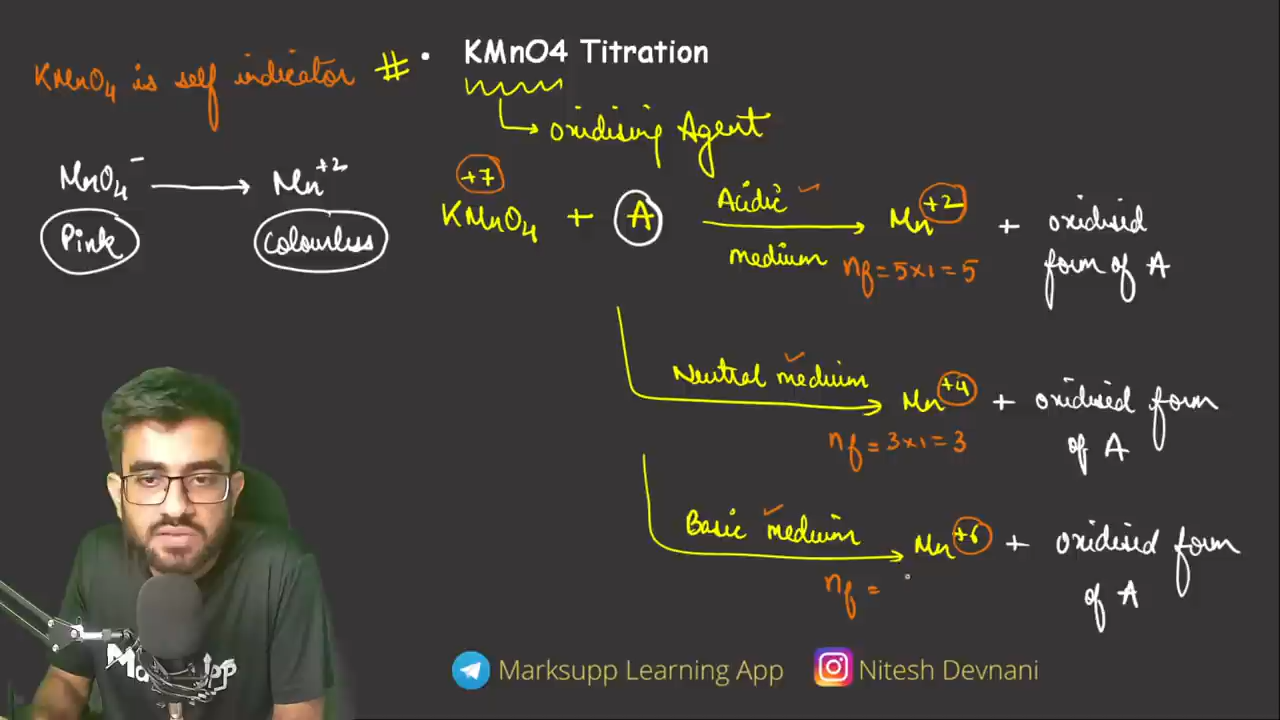 KMnO4 is self indicator # • KMnO4 Titration
oxidising Agent
MnO4⁻ → Mn+2
Pink Colourless
+7
KMnO4 + A Acidic medium → Mn+2 + oxidised form of A
nf = 5×1 = 5
Neutral medium → Mn+4 + oxidised form of A
nf = 3×1 = 3
Basic medium → Mn+6 + oxidised form of A
nf =
Marksupp Learning App Nitesh Devnani